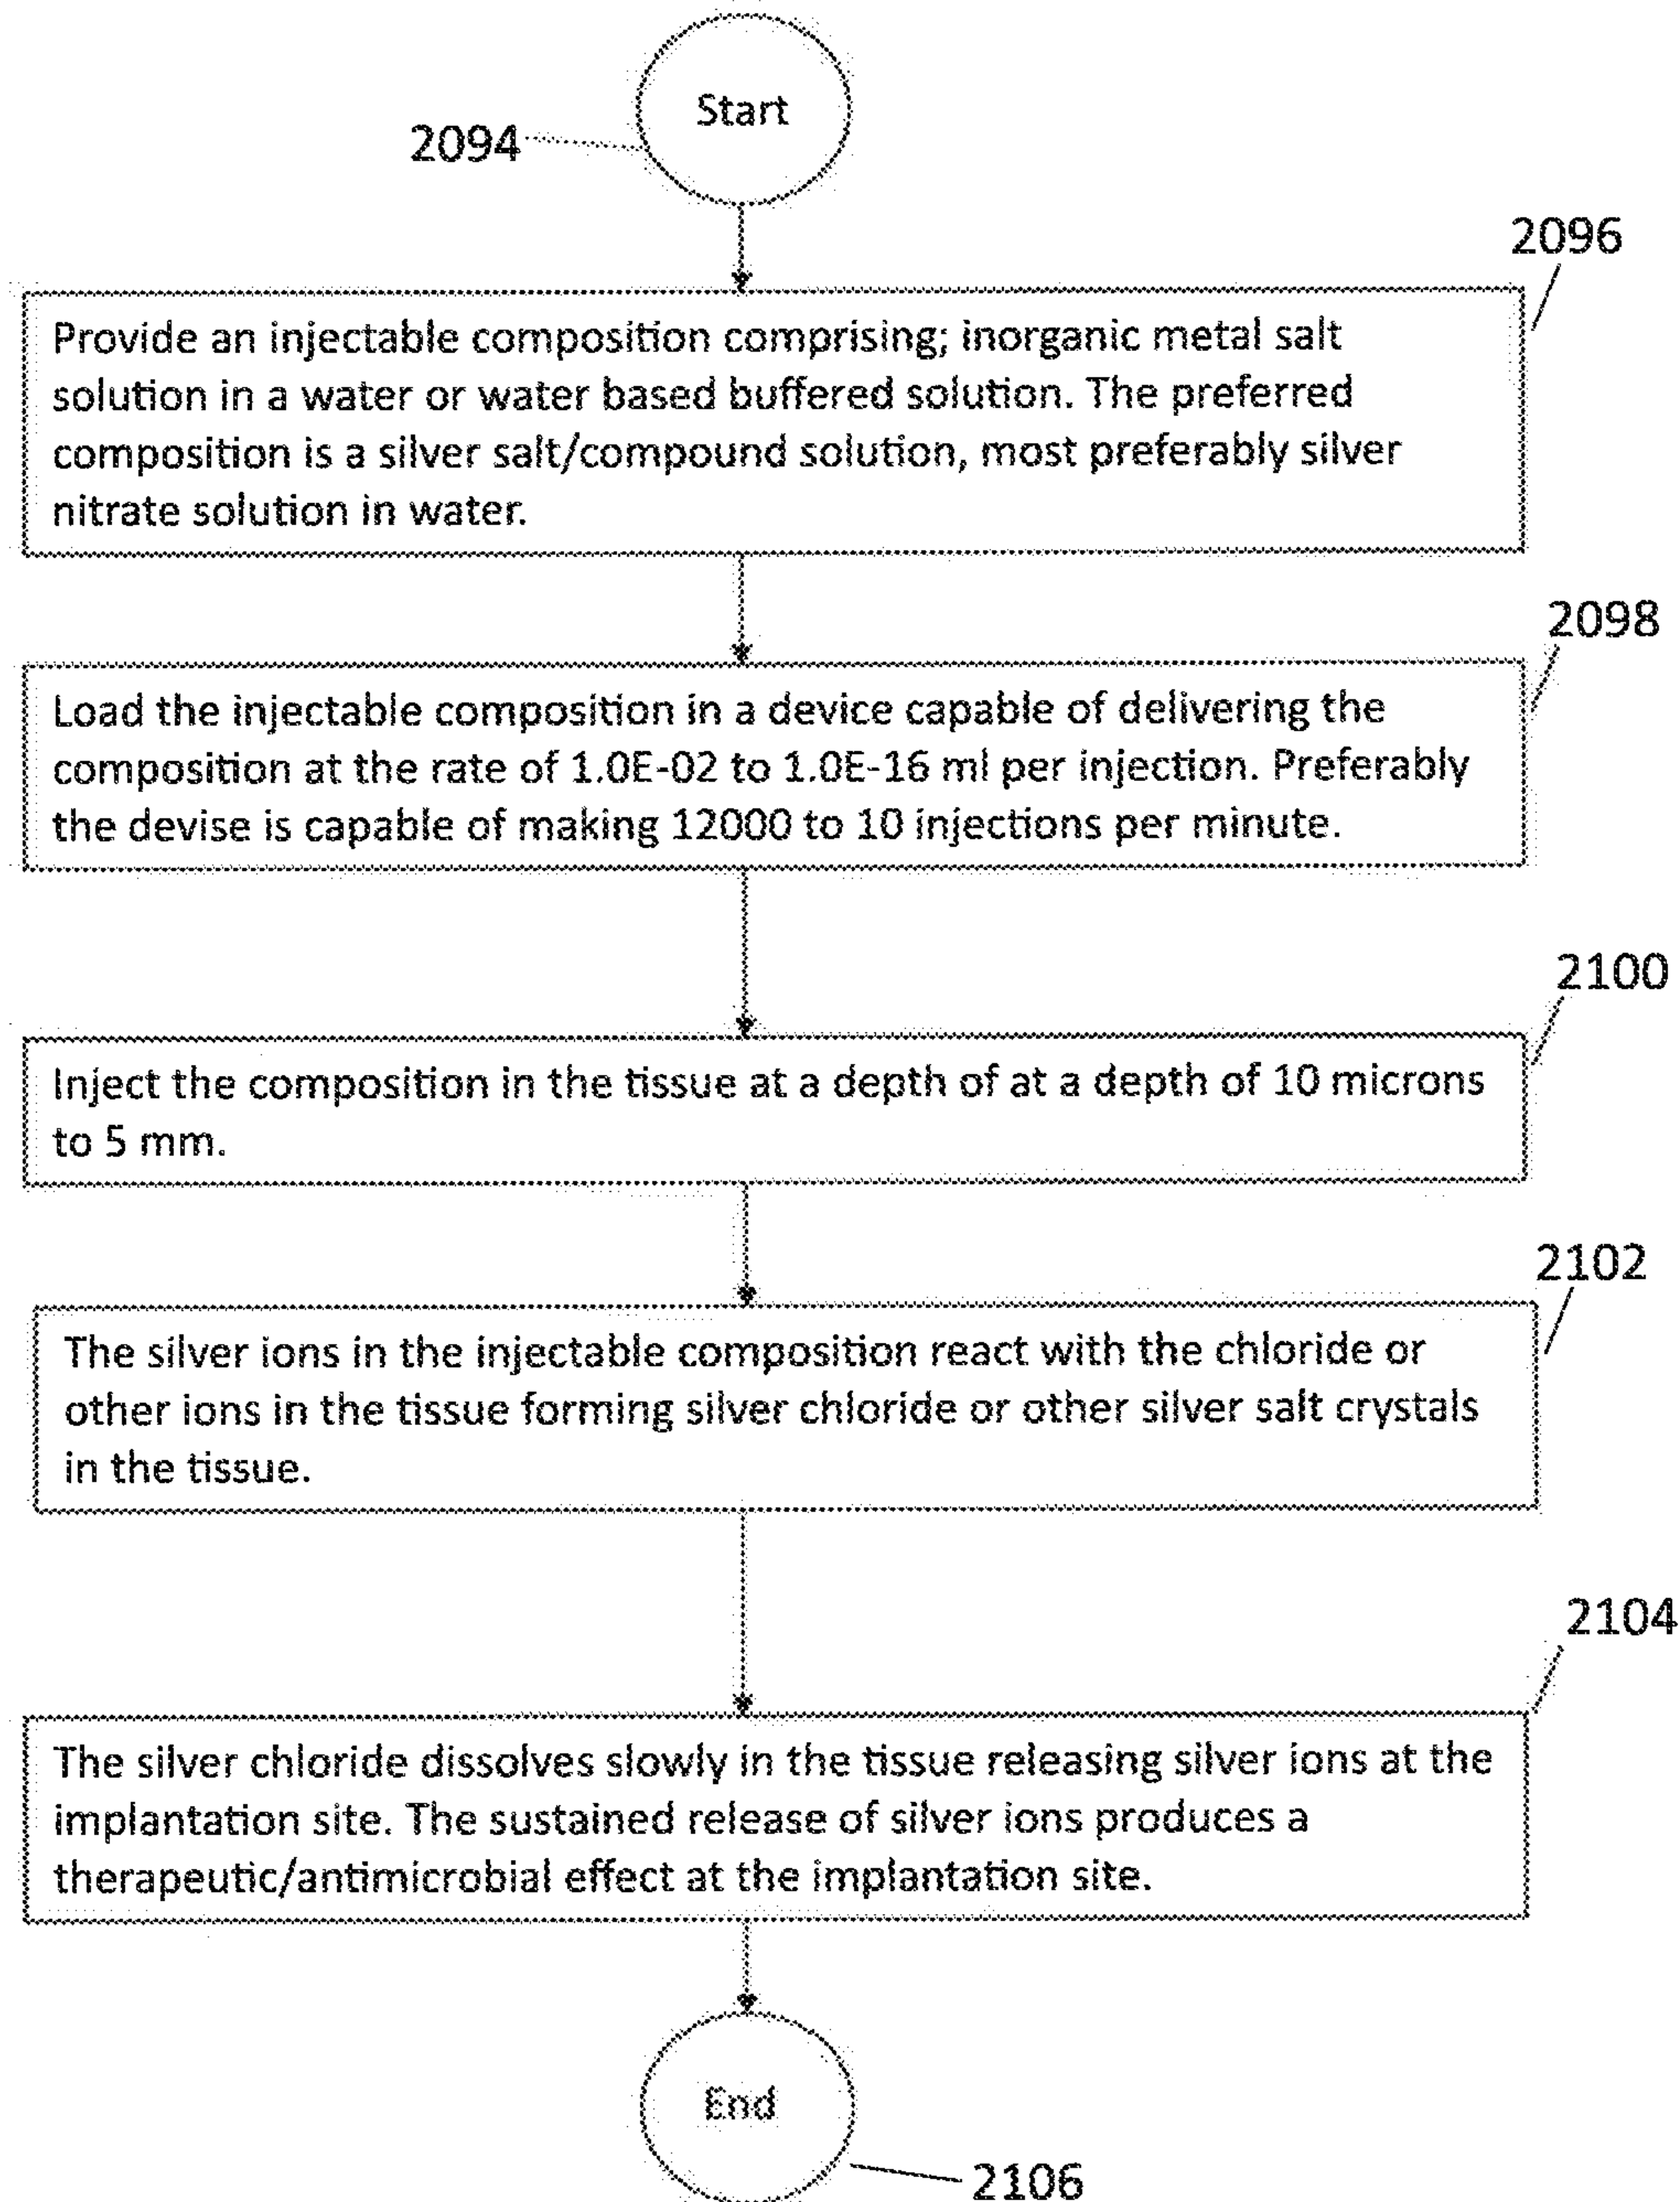 Start
2094
2096
Provide an injectable composition comprising; inorganic metal salt
solution in a water or water based buffered solution. The preferred
composition is a silver salt/compound solution, most preferably silver
nitrate solution in water.
2098
Load the injectable composition in a device capable of delivering the
composition at the rate of 1.0E-02 to 1.0E-16 ml per injection. Preferably
the devise is capable of making 12000 to 10 injections per minute.
2100
Inject the composition in the tissue at a depth of at a depth of 10 microns
to 5 mm.
2102
The silver ions in the injectable composition react with the chloride or
other ions in the tissue forming silver chloride or other silver salt crystals
in the tissue.
2104
The silver chloride dissolves slowly in the tissue releasing silver ions at the
implantation site. The sustained release of silver ions produces a
therapeutic/antimicrobial effect at the implantation site.
End
2106